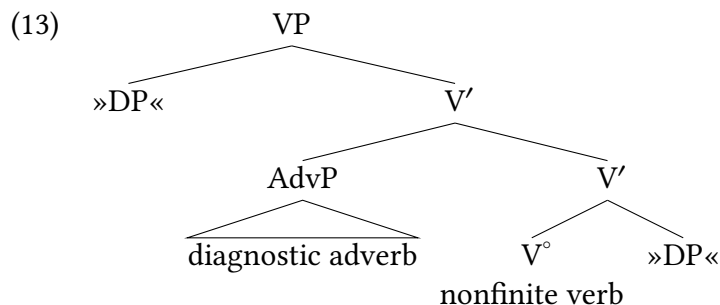 (13) VP
»DP« V′
AdvP V′
diagnostic adverb V° »DP«
nonfinite verb